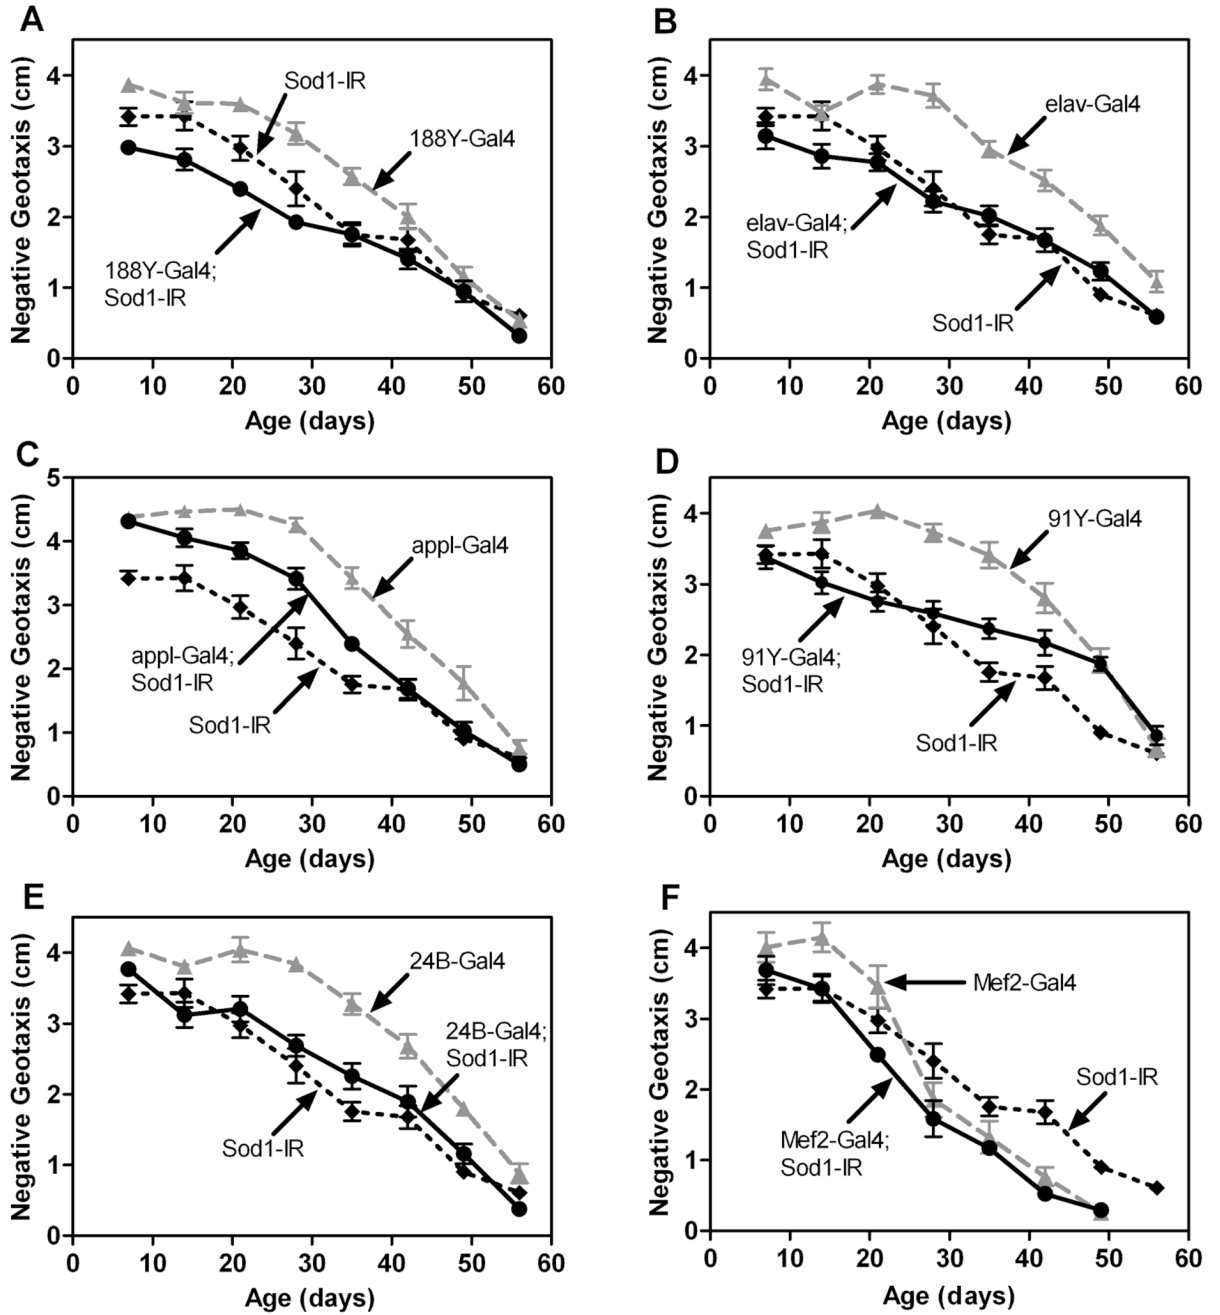 A
Negative Geotaxis (cm)
4
3
2
1
0
0 10 20 30 40 50 60
Age (days)
Sod1-IR
188Y-Gal4
188Y-Gal4;
Sod1-IR
B
Negative Geotaxis (cm)
4
3
2
1
0
0 10 20 30 40 50 60
Age (days)
elav-Gal4
elav-Gal4;
Sod1-IR
Sod1-IR
C
Negative Geotaxis (cm)
5
4
3
2
1
0
0 10 20 30 40 50 60
Age (days)
appl-Gal4
appl-Gal4;
Sod1-IR
Sod1-IR
D
Negative Geotaxis (cm)
4
3
2
1
0
0 10 20 30 40 50 60
Age (days)
91Y-Gal4
91Y-Gal4;
Sod1-IR
Sod1-IR
E
Negative Geotaxis (cm)
4
3
2
1
0
0 10 20 30 40 50 60
Age (days)
24B-Gal4
24B-Gal4;
Sod1-IR
Sod1-IR
F
Negative Geotaxis (cm)
4
3
2
1
0
0 10 20 30 40 50 60
Age (days)
Mef2-Gal4
Sod1-IR
Mef2-Gal4;
Sod1-IR